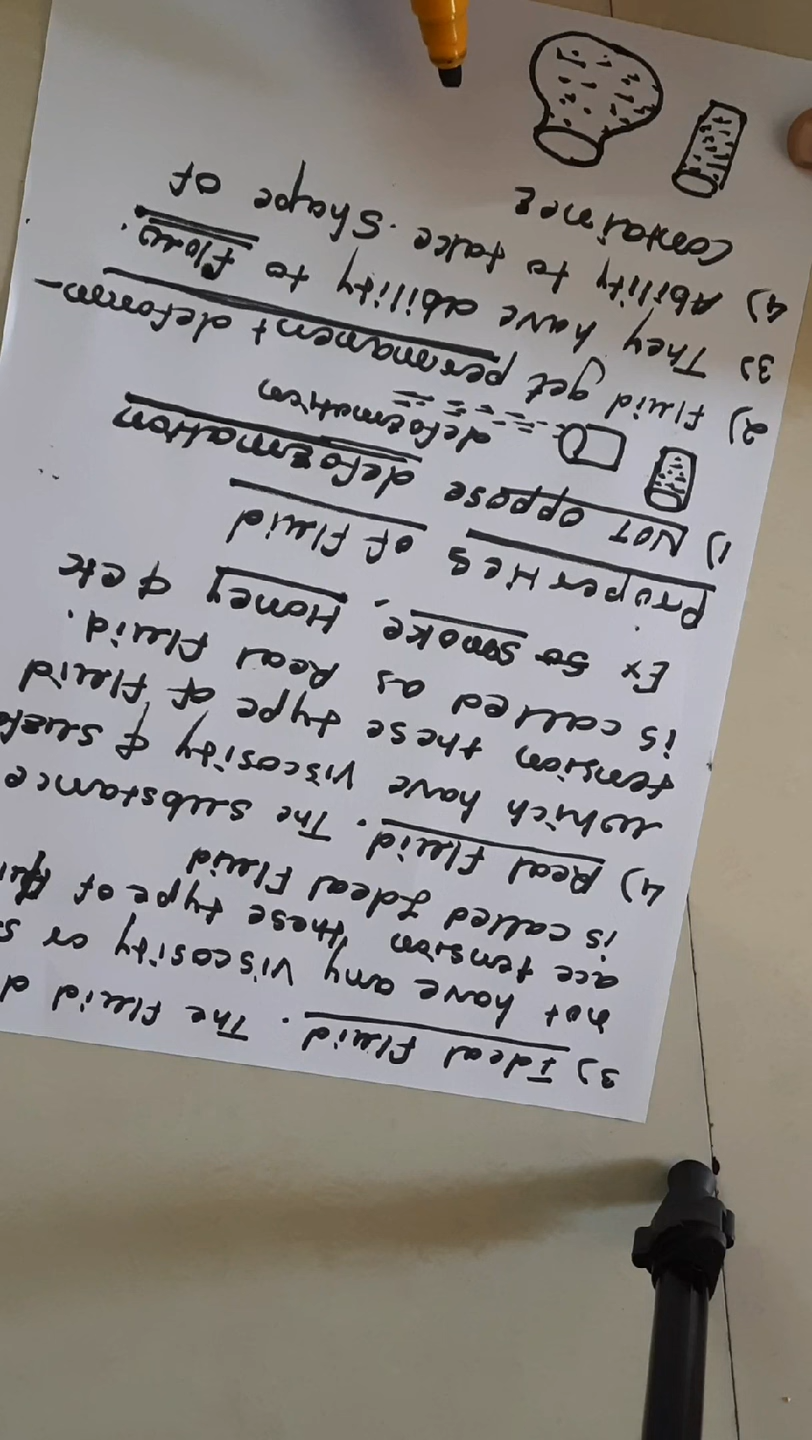 3) Ideal Fluid. The Fluid d
not have any viscosity or s
ace tension these type of
is called Ideal Fluid
4) Real Fluid. The Substance
which have viscosity & surfa
tension these type of Fluid
is called as Real Fluid.
Ex smoke, Honey & etc
Properties of Fluid
1) NOT oppose deformation
deformation
2) Fluid get permanent deform-
3) They have ability to flow.
4) Ability to take shape of
container